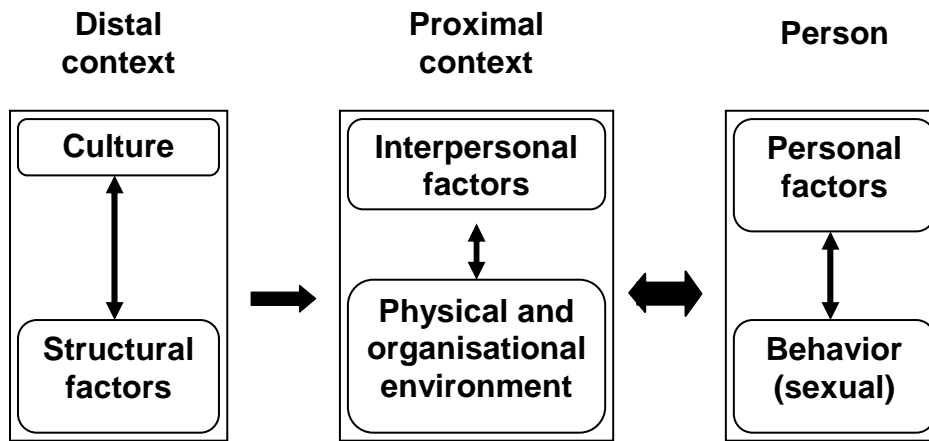 Distal
context
Proximal
context
Person
Culture
Structural
factors
Interpersonal
factors
Physical and
organisational
environment
Personal
factors
Behavior
(sexual)